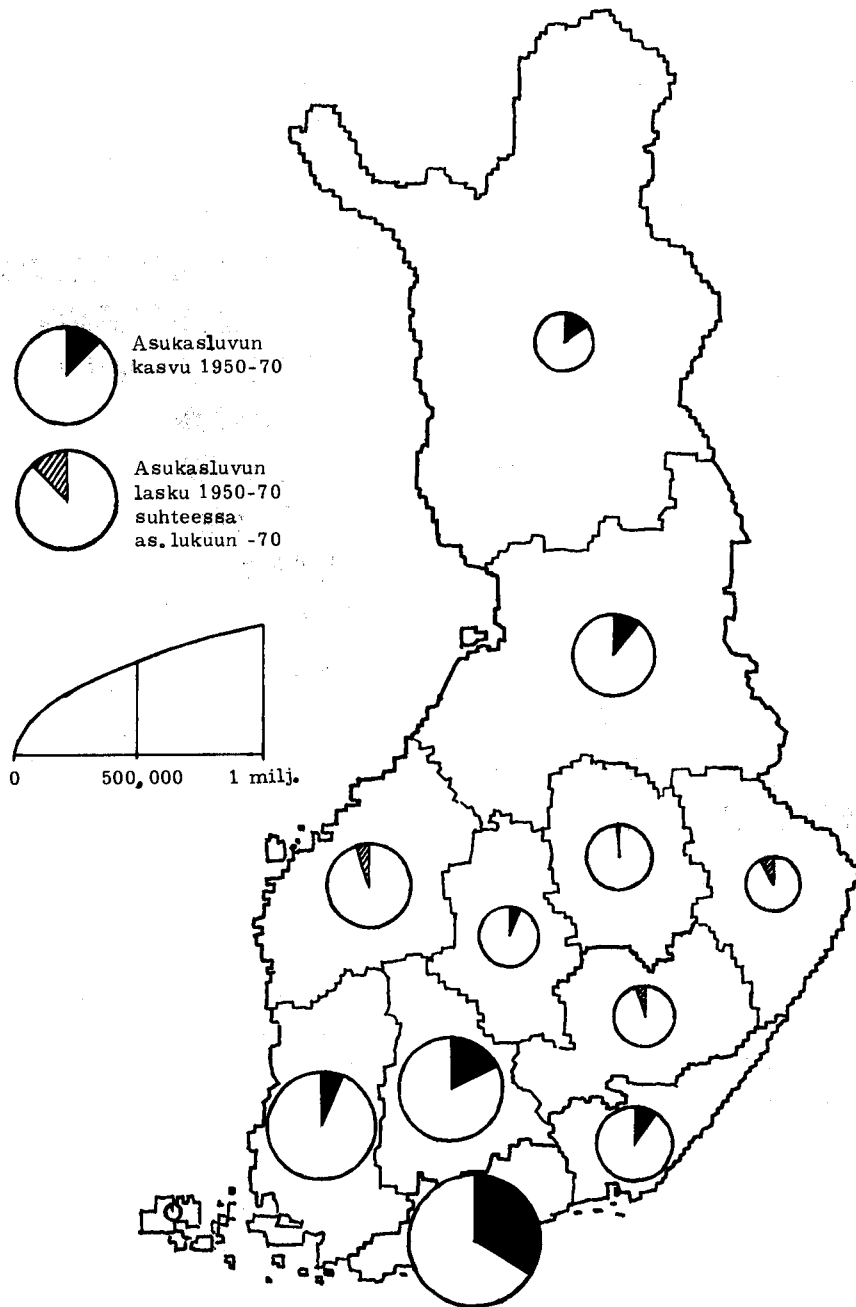 Asukasluvun
kasvu 1950-70
Asukasluvun
lasku 1950-70
suhteessa
as.lukuun -70
0 500,000 1 milj.